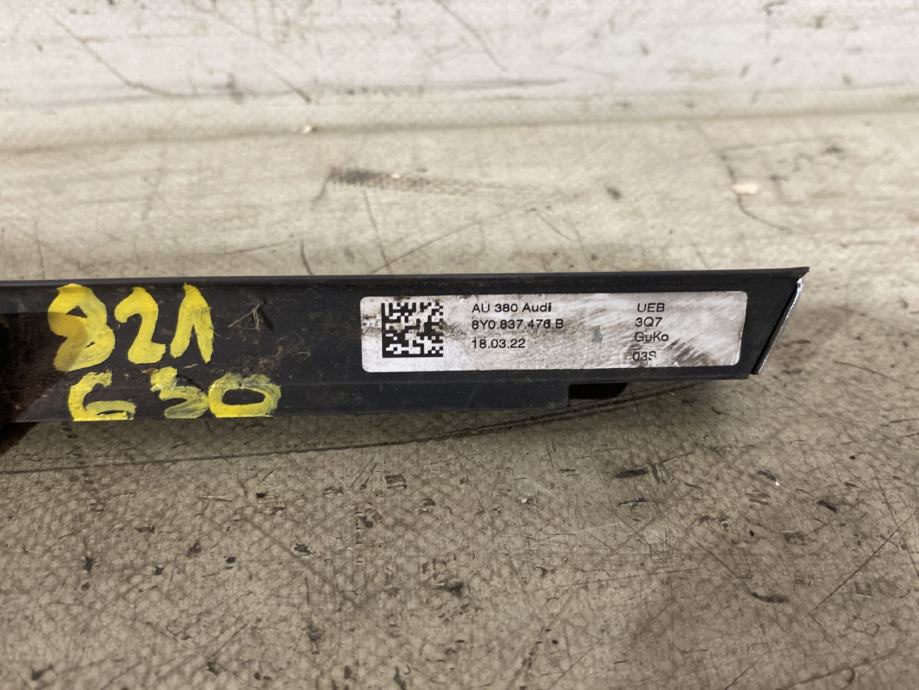 821
630
AU 380 Audi
8Y0.837.476.B
18.03.22
UEB
3Q7
GuKo
03S